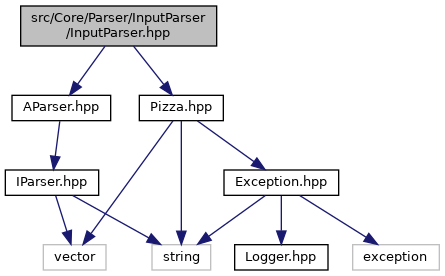 src/Core/Parser/InputParser
/InputParser.hpp
AParser.hpp
Pizza.hpp
IParser.hpp
Exception.hpp
vector
string
Logger.hpp
exception